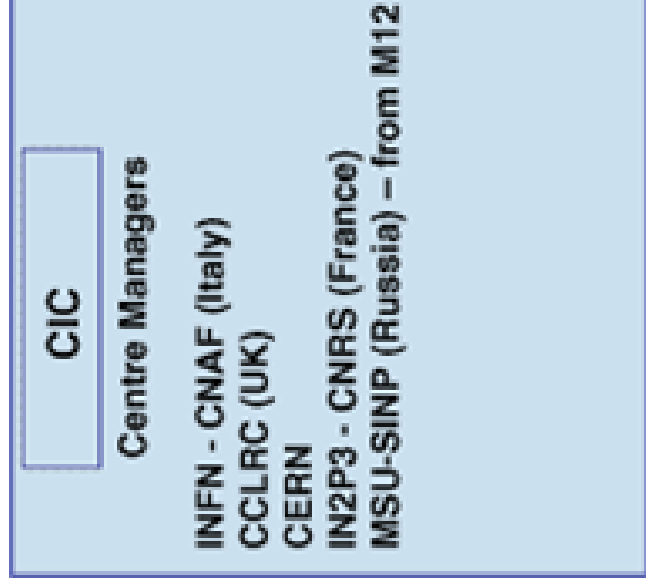 CIC
Centre Managers
INFN - CNAF (Italy)
CCLRC (UK)
CERN
IN2P3 - CNRS (France)
MSU-SINP (Russia) – from M12